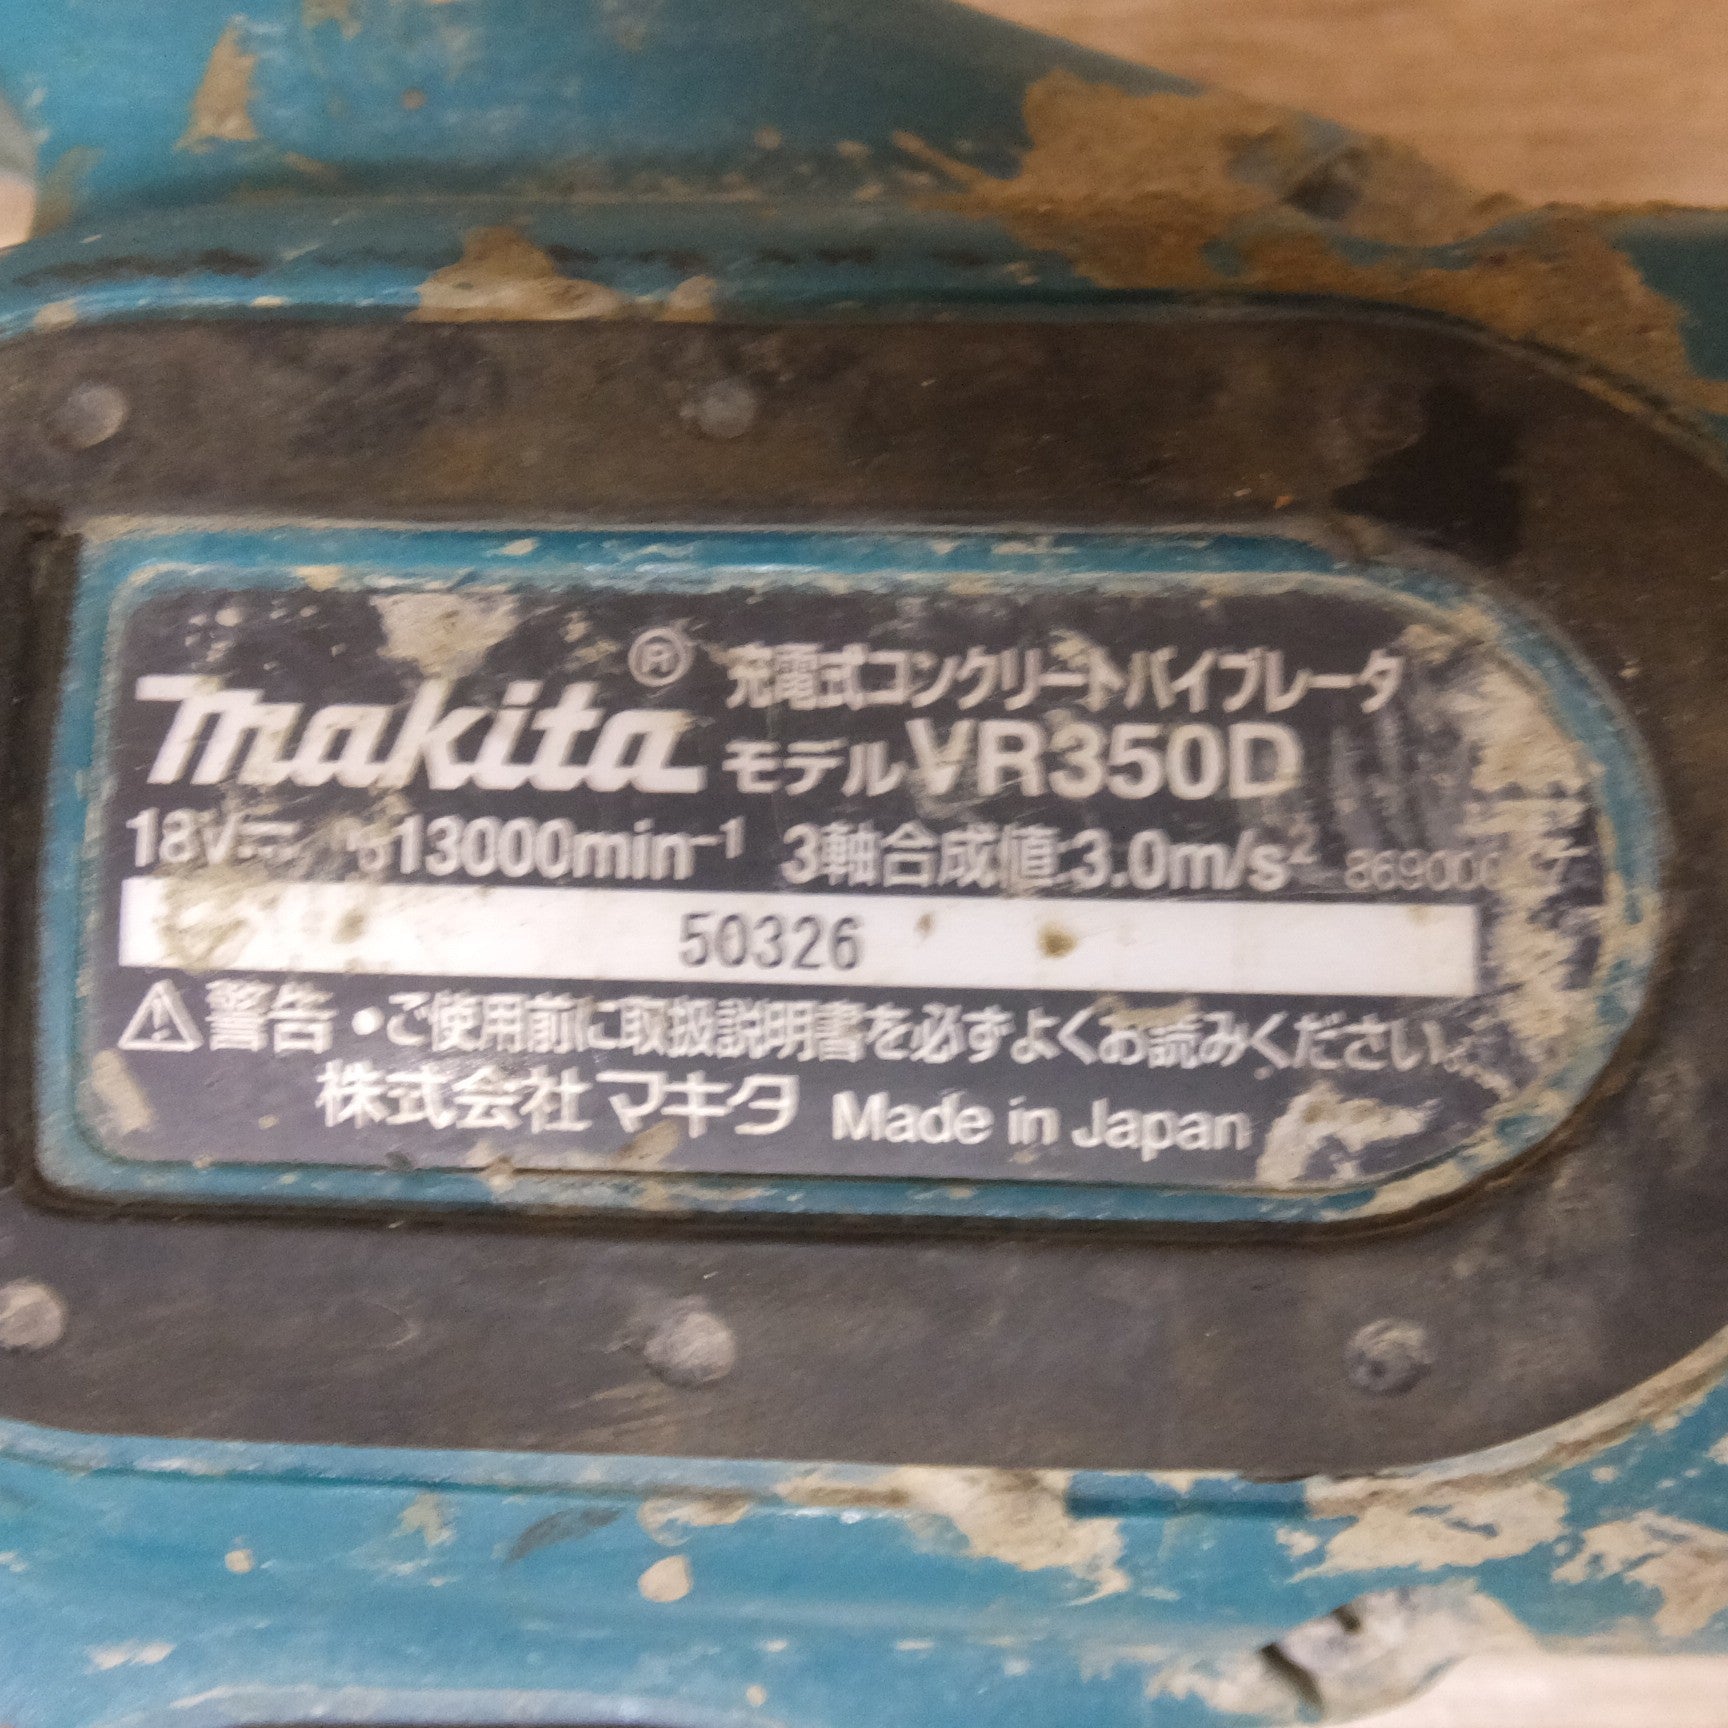 makita® 充電式コンクリートバイブレータ
モデル VR350D
18V⎓ 13000min⁻¹ 3軸合成値 3.0m/s²
50326
⚠警告 •ご使用前に取扱説明書を必ずよくお読みください。
株式会社マキタ Made in Japan